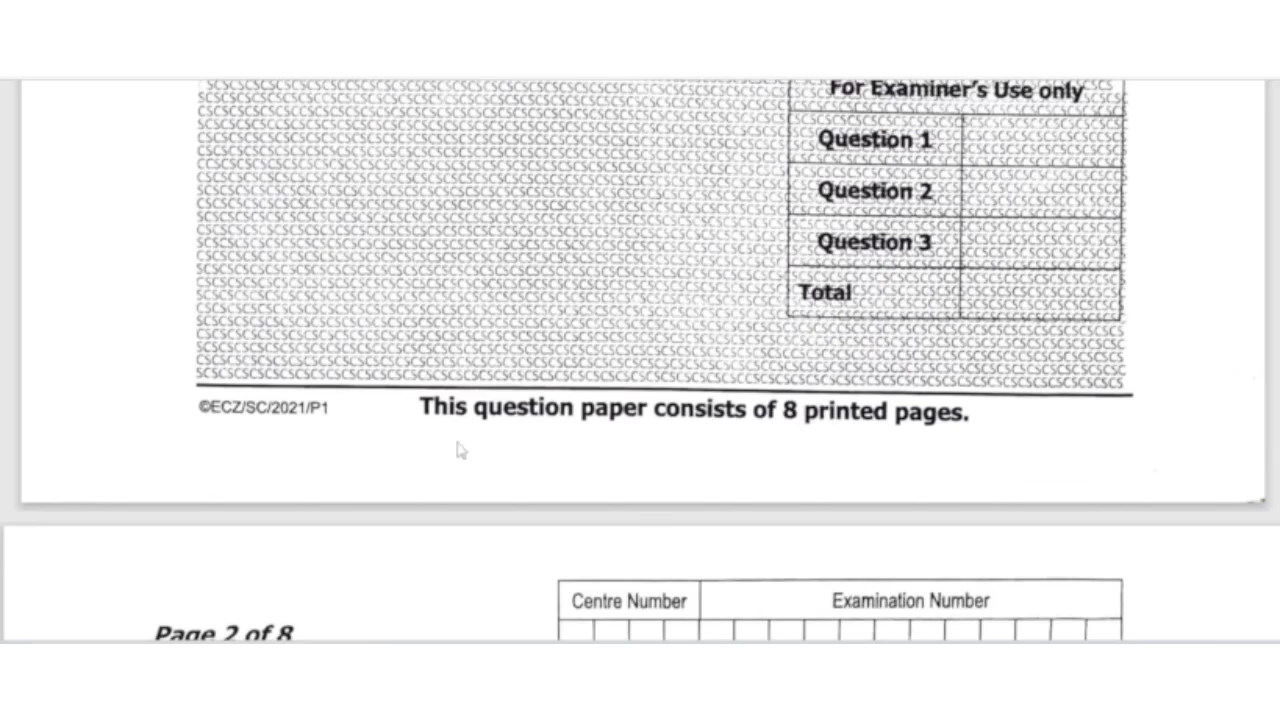 For Examiner's Use only
Question 1
Question 2
Question 3
Total
©ECZ/SC/2021/P1
This question paper consists of 8 printed pages.
Centre Number
Examination Number
Page 2 of 8